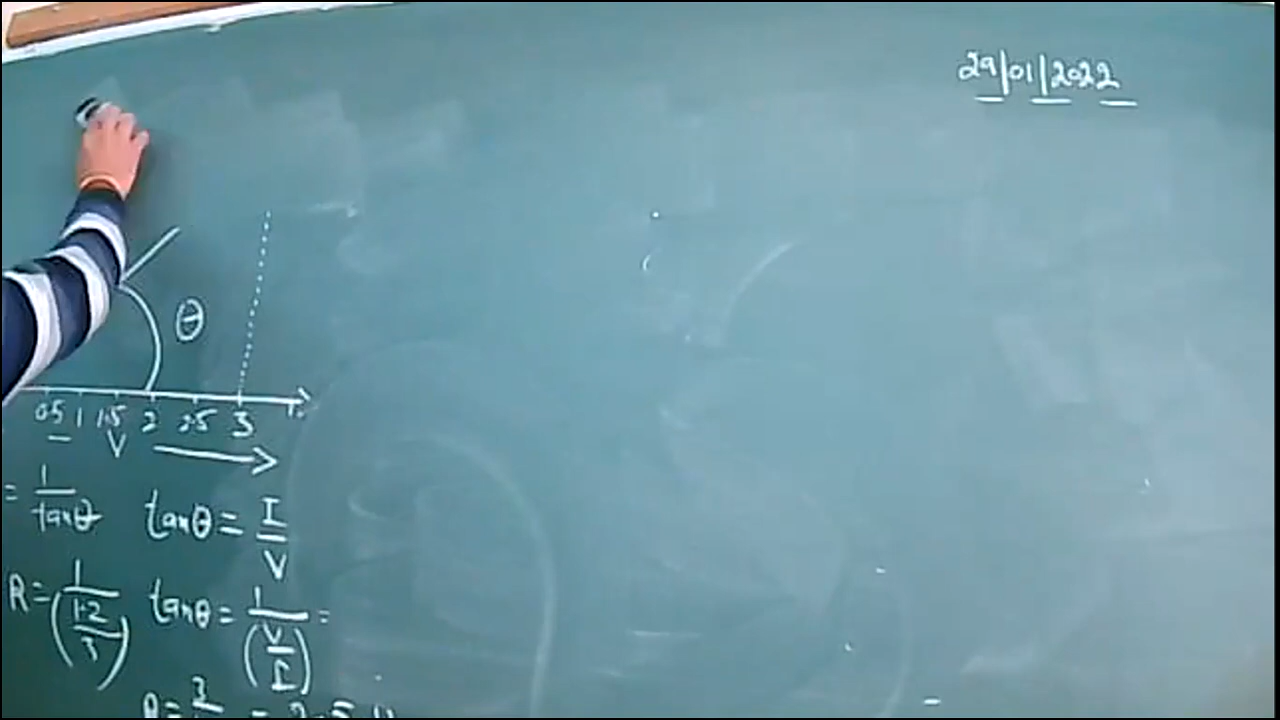 29/01/2022
θ
0.5 1 1.5 2 2.5 3
V
= 1/tanθ tanθ = I/V
R = 1/(1.2/3) tanθ = 1/(V/I) =